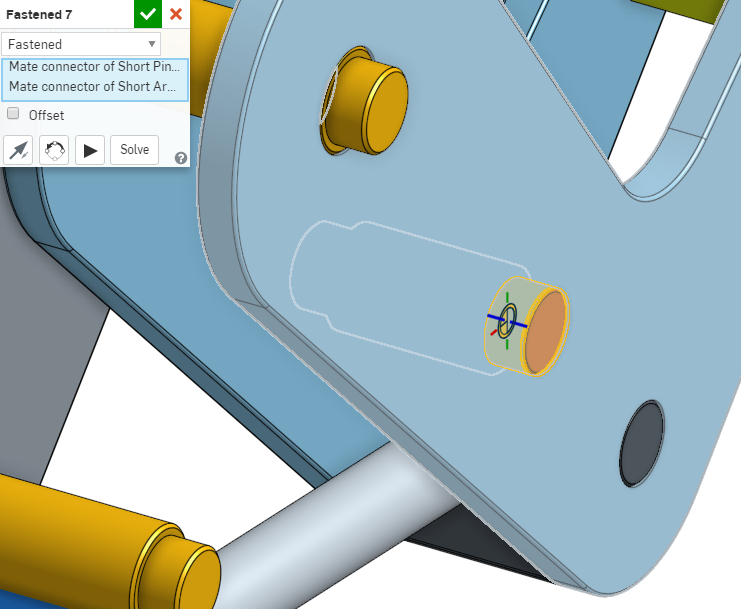 Fastened 7
Fastened
Mate connector of Short Pin...
Mate connector of Short Ar...
Offset
Solve
?